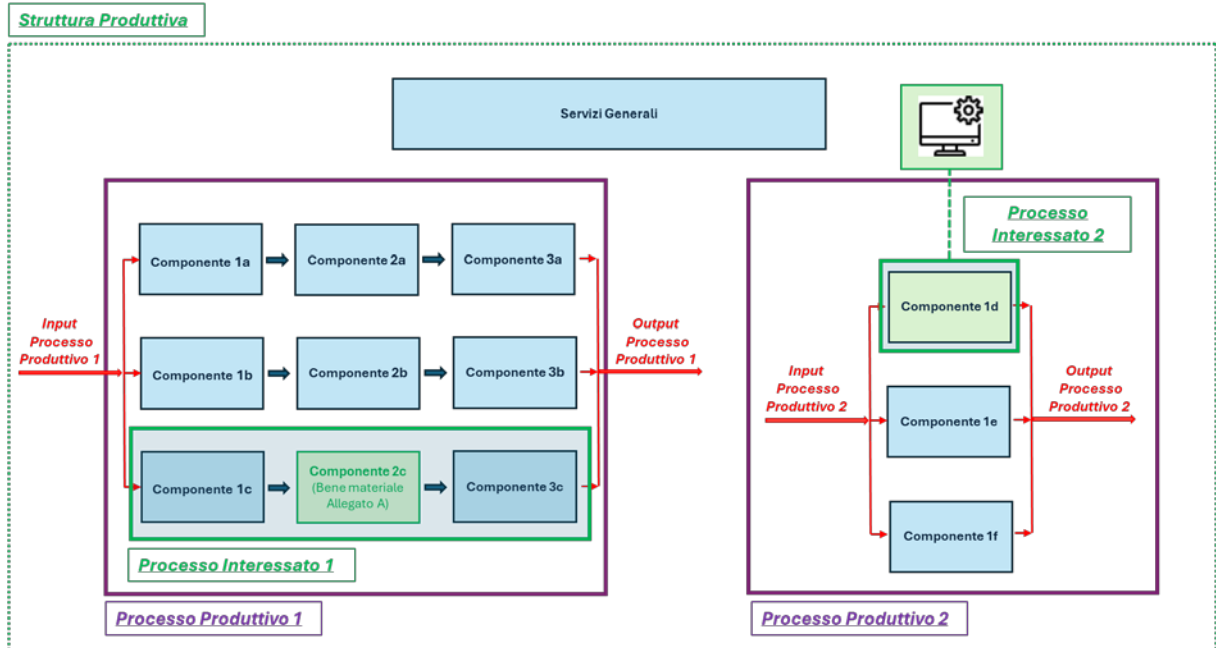 Struttura Produttiva
Servizi Generali
Componente 1a
Componente 2a
Componente 3a
Input
Processo
Produttivo 1
Output
Processo
Produttivo 1
Componente 1b
Componente 2b
Componente 3b
Componente 1c
Componente 2c
(Bene materiale
Allegato A)
Componente 3c
Processo Interessato 1
Processo Produttivo 1
Processo
Interessato 2
Componente 1d
Input
Processo
Produttivo 2
Output
Processo
Produttivo 2
Componente 1e
Componente 1f
Processo Produttivo 2